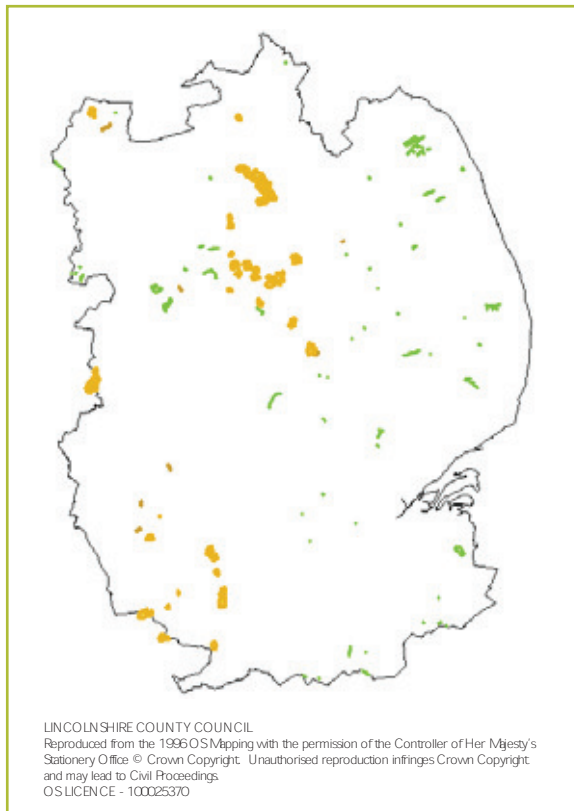 LINCOLNSHIRE COUNTY COUNCIL
Reproduced from the 1996 OS Mapping with the permission of the Controller of Her Majesty's
Stationery Office © Crown Copyright. Unauthorised reproduction infringes Crown Copyright
and may lead to Civil Proceedings.
OS LICENCE - 100025370